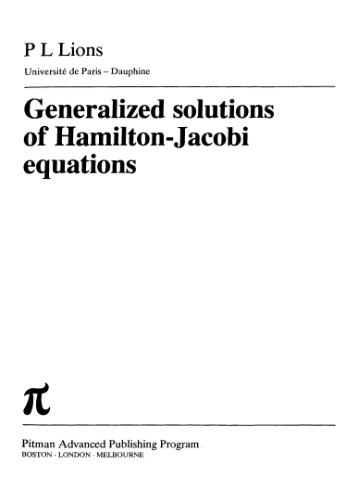 P L Lions
Université de Paris – Dauphine
Generalized solutions
of Hamilton-Jacobi
equations
π
Pitman Advanced Publishing Program
BOSTON · LONDON · MELBOURNE